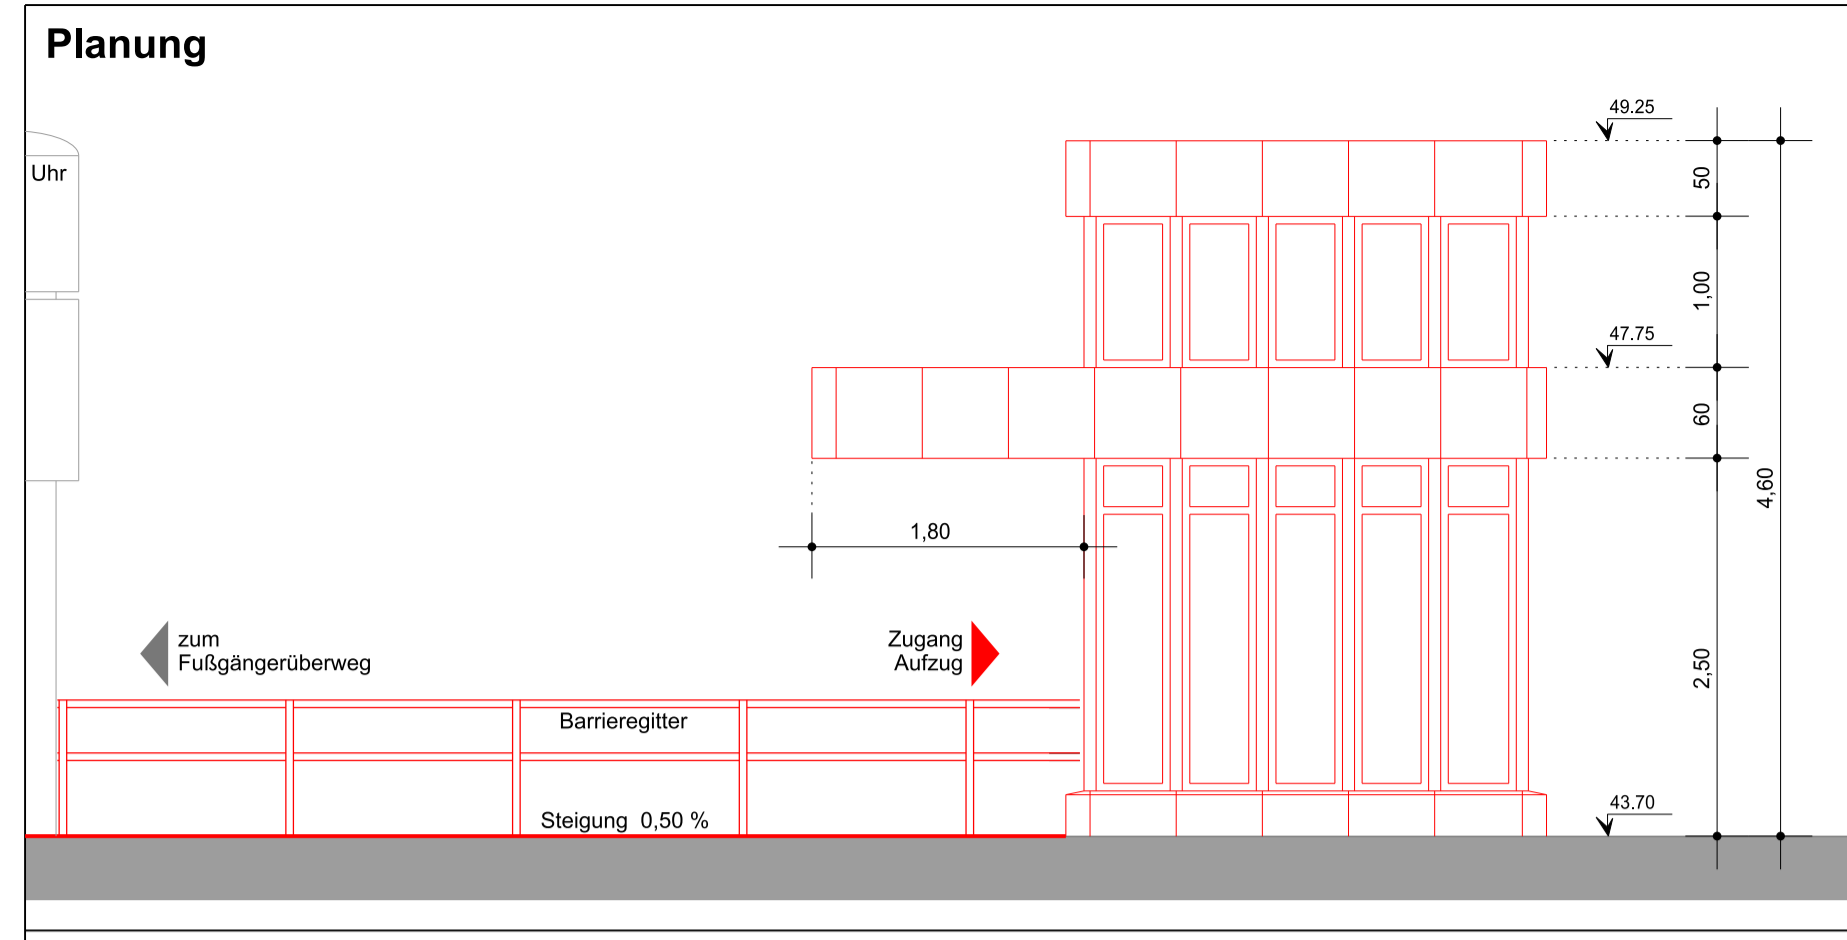 Planung
49.25
Uhr
50
1,00
47.75
60
4,60
1,80
zum
Fußgängerüberweg
Zugang
Aufzug
2,50
Barrieregitter
43.70
Steigung 0,50 %